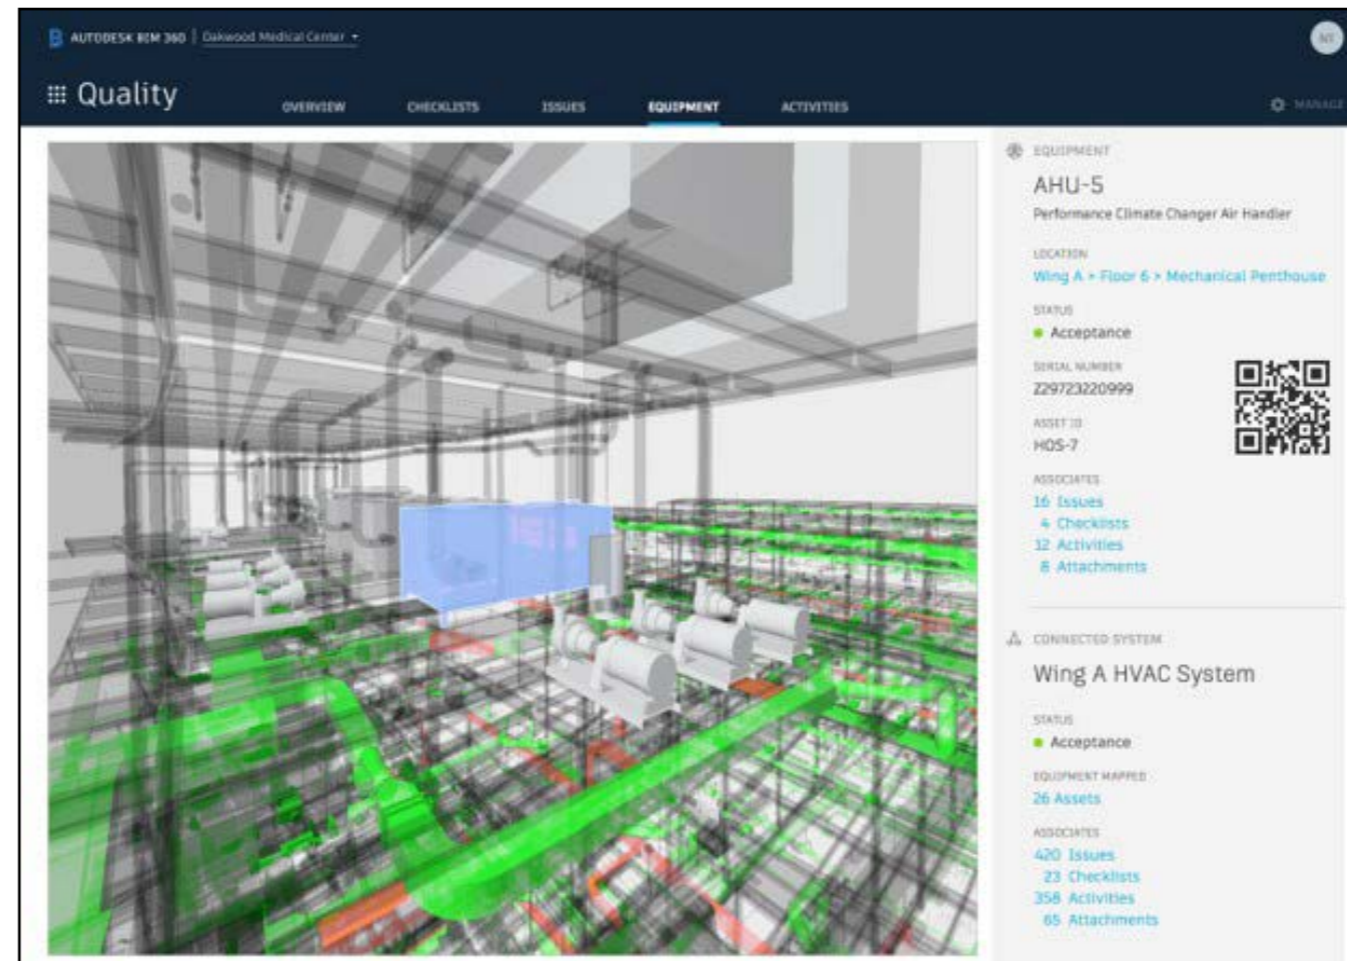 AUTODESK BIM 360 | Oakwood Medical Center
NT
Quality
OVERVIEW CHECKLISTS ISSUES EQUIPMENT ACTIVITIES MANAGE
EQUIPMENT
AHU-5
Performance Climate Changer Air Handler
LOCATION
Wing A > Floor 6 > Mechanical Penthouse
STATUS
Acceptance
SERIAL NUMBER
Z29723220999
ASSET ID
HOS-7
ASSOCIATES
16 Issues
4 Checklists
12 Activities
8 Attachments
CONNECTED SYSTEM
Wing A HVAC System
STATUS
Acceptance
EQUIPMENT MAPPED
26 Assets
ASSOCIATES
420 Issues
23 Checklists
358 Activities
65 Attachments